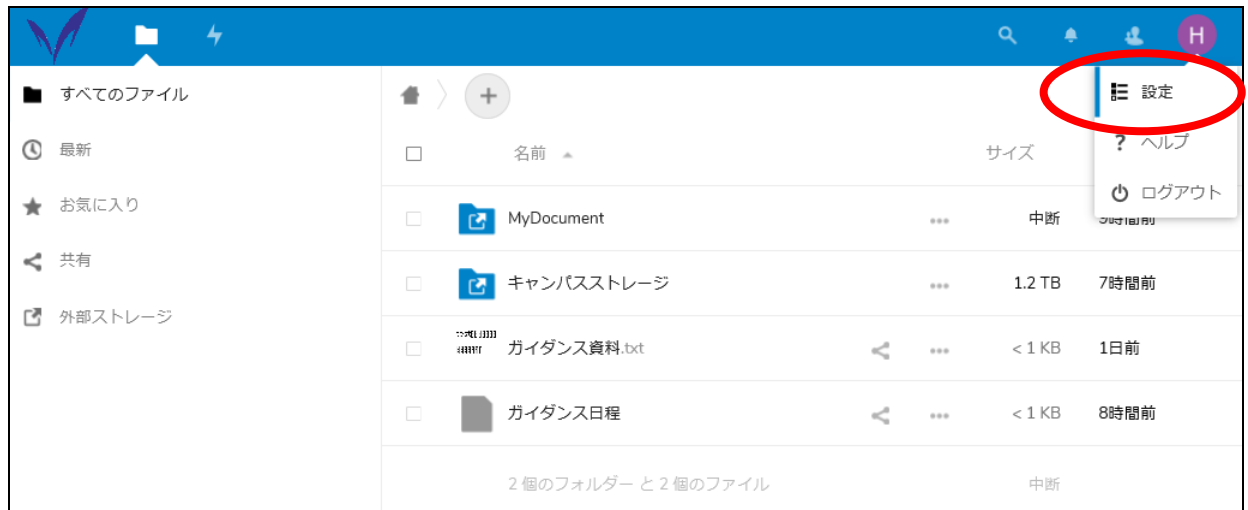 H
すべてのファイル
設定
最新
名前
サイズ
? ヘルプ
お気に入り
MyDocument
中断
9時間前
ログアウト
共有
キャンパスストレージ
1.2 TB
7時間前
外部ストレージ
ガイダンス資料.txt
< 1 KB
1日前
ガイダンス日程
< 1 KB
8時間前
2 個のフォルダー と 2 個のファイル
中断